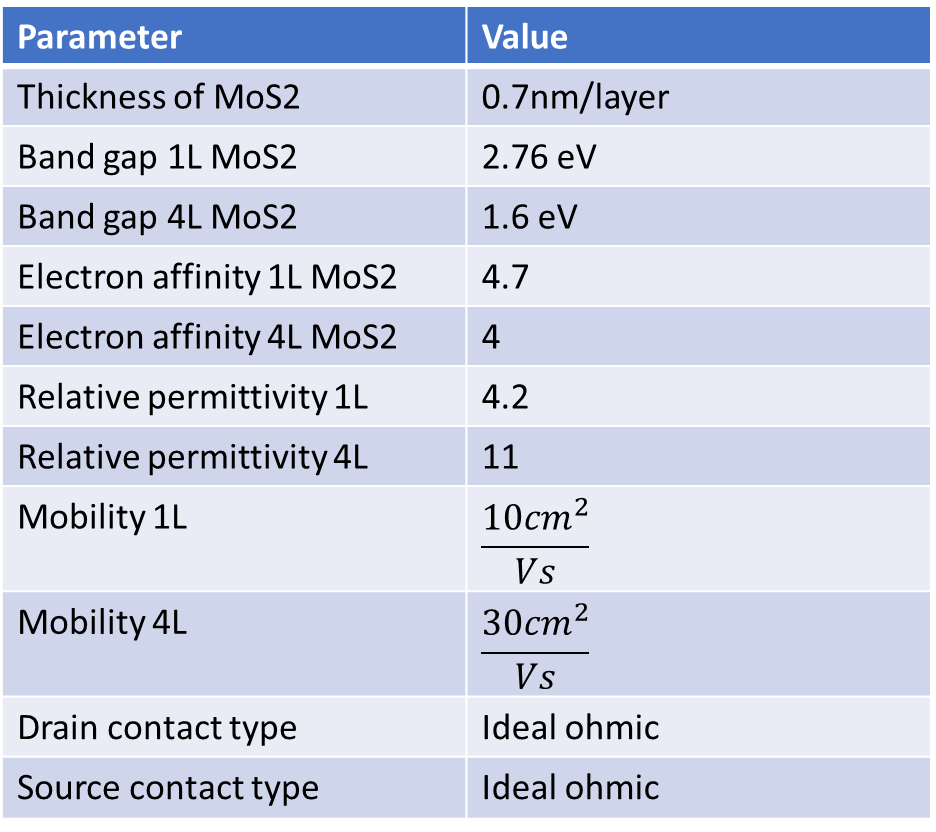 Parameter Value
Thickness of MoS2 0.7nm/layer
Band gap 1L MoS2 2.76 eV
Band gap 4L MoS2 1.6 eV
Electron affinity 1L MoS2 4.7
Electron affinity 4L MoS2 4
Relative permittivity 1L 4.2
Relative permittivity 4L 11
Mobility 1L 10cm²
Vs
Mobility 4L 30cm²
Vs
Drain contact type Ideal ohmic
Source contact type Ideal ohmic